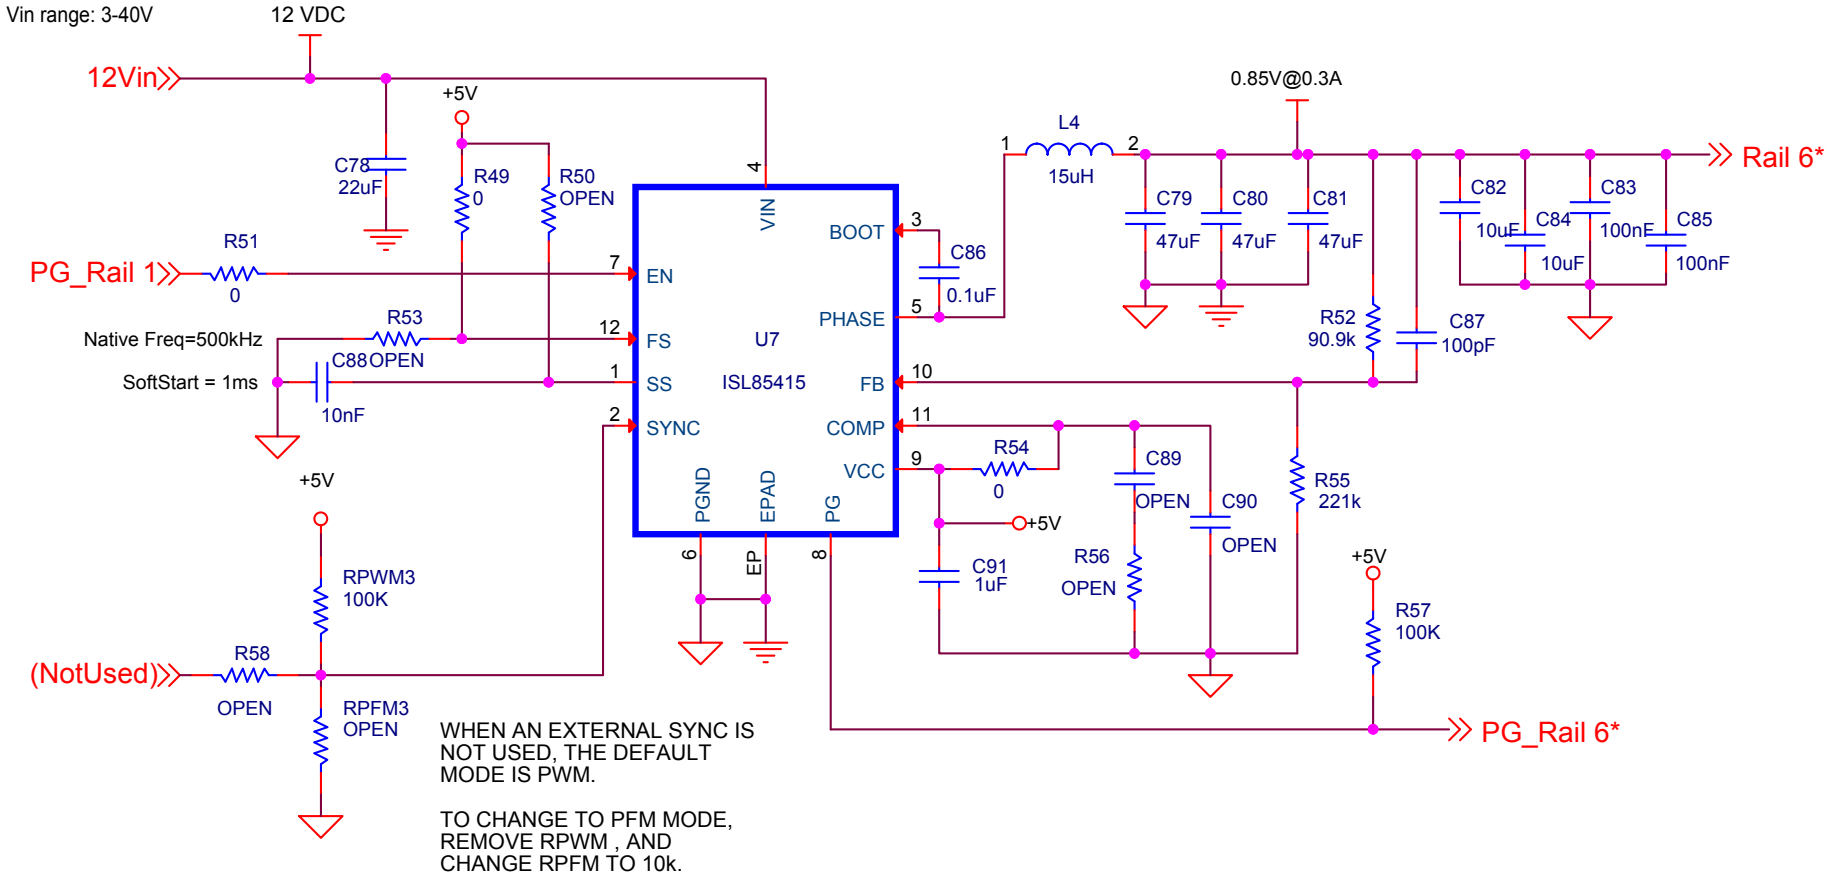 Vin range: 3-40V
12 VDC
12Vin
+5V
C78
22uF
R49
0
R50
OPEN
R51
0
PG_Rail 1
R53
OPEN
Native Freq=500kHz
SoftStart = 1ms
C88
10nF
4
VIN
7
EN
12
FS
1
SS
2
SYNC
U7
ISL85415
BOOT
3
PHASE
5
FB
10
COMP
11
VCC
9
PGND
EPAD
PG
6
EP
8
C86
0.1uF
1
L4
2
15uH
0.85V@0.3A
Rail 6*
C79
47uF
C80
47uF
C81
47uF
C82
10uF
C84
10uF
C83
100nF
C85
100nF
R52
90.9k
C87
100pF
R54
0
C89
OPEN
C90
OPEN
R55
221k
+5V
C91
1uF
R56
OPEN
+5V
R57
100K
PG_Rail 6*
+5V
RPWM3
100K
(NotUsed)
R58
OPEN
RPFM3
OPEN
WHEN AN EXTERNAL SYNC IS
NOT USED, THE DEFAULT
MODE IS PWM.
TO CHANGE TO PFM MODE,
REMOVE RPWM , AND
CHANGE RPFM TO 10k.